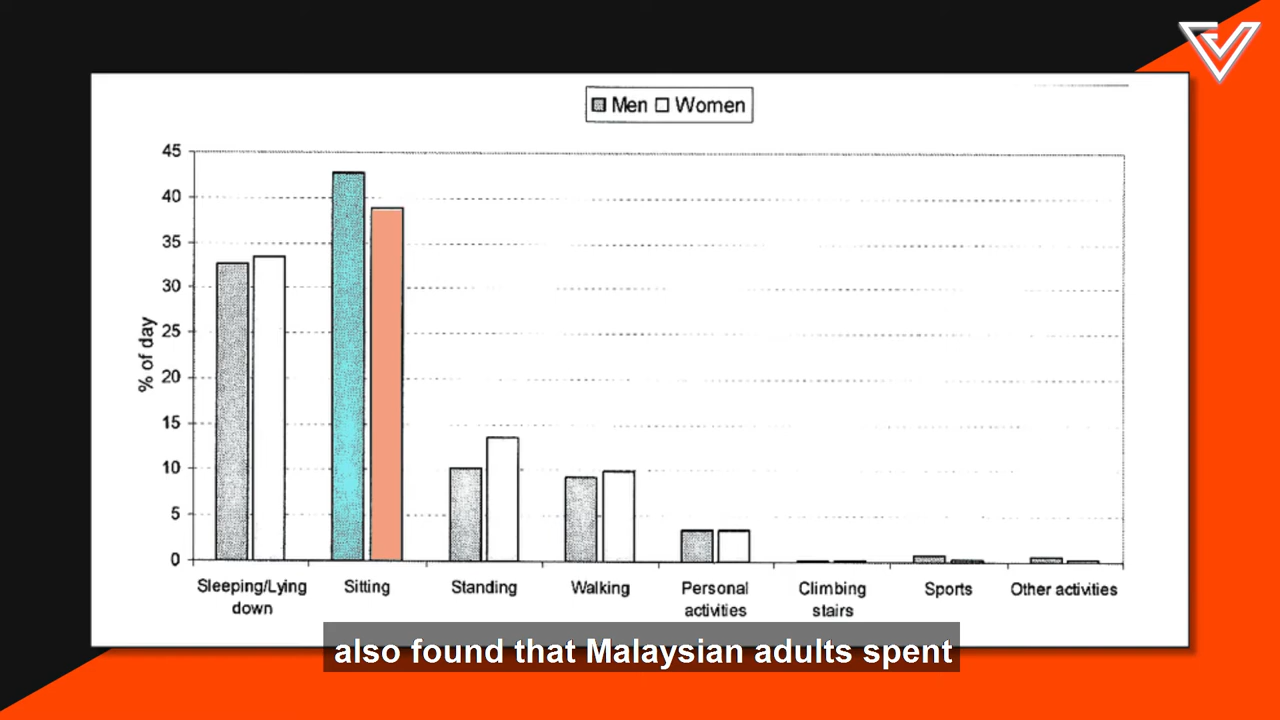 Men Women
45
40
35
30
25
20
15
10
5
0
% of day
Sleeping/Lying down
Sitting
Standing
Walking
Personal activities
Climbing stairs
Sports
Other activities
also found that Malaysian adults spent